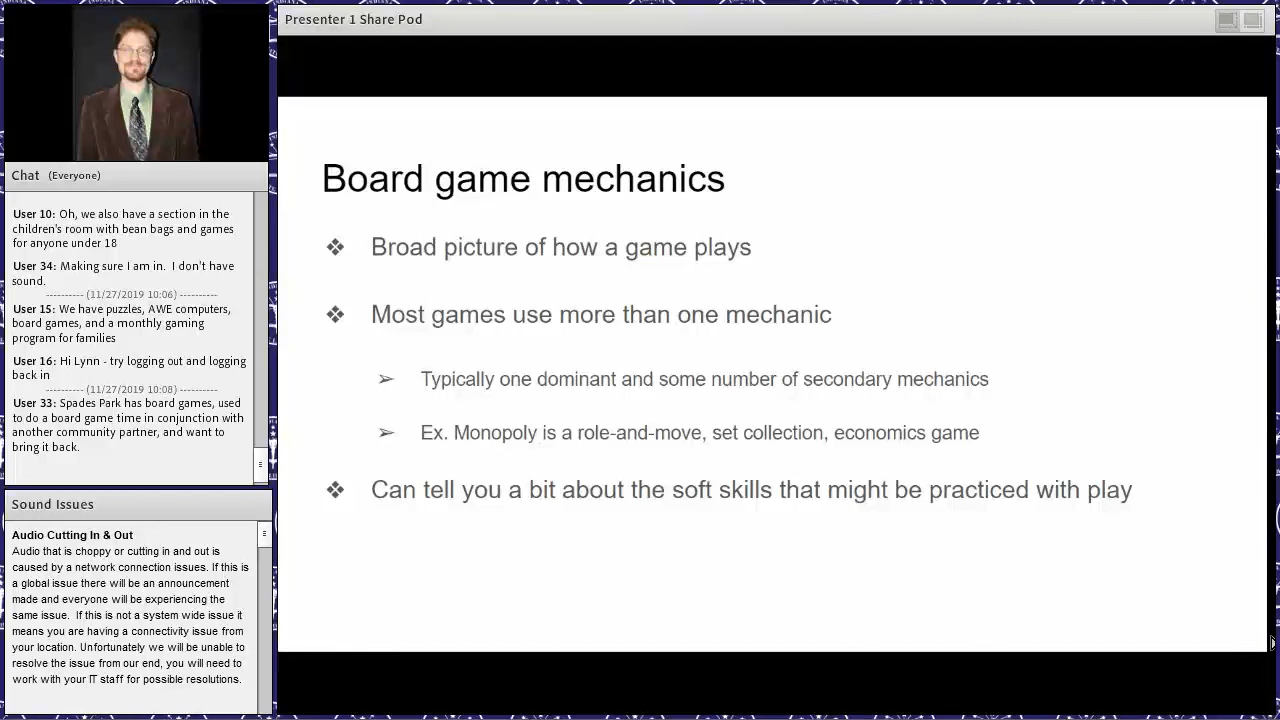 Presenter 1 Share Pod
Chat (Everyone)
User 10: Oh, we also have a section in the
children's room with bean bags and games
for anyone under 18
User 34: Making sure I am in. I don't have
sound.
---------- (11/27/2019 10:06) ----------
User 15: We have puzzles, AWE computers,
board games, and a monthly gaming
program for families
User 16: Hi Lynn - try logging out and logging
back in
---------- (11/27/2019 10:08) ----------
User 33: Spades Park has board games, used
to do a board game time in conjunction with
another community partner, and want to
bring it back.
Sound Issues
Audio Cutting In & Out
Audio that is choppy or cutting in and out is
caused by a network connection issues. If this is
a global issue there will be an announcement
made and everyone will be experiencing the
same issue. If this is not a system wide issue it
means you are having a connectivity issue from
your location. Unfortunately we will be unable to
resolve the issue from our end, you will need to
work with your IT staff for possible resolutions.
Board game mechanics
❖ Broad picture of how a game plays
❖ Most games use more than one mechanic
➢ Typically one dominant and some number of secondary mechanics
➢ Ex. Monopoly is a role-and-move, set collection, economics game
❖ Can tell you a bit about the soft skills that might be practiced with play